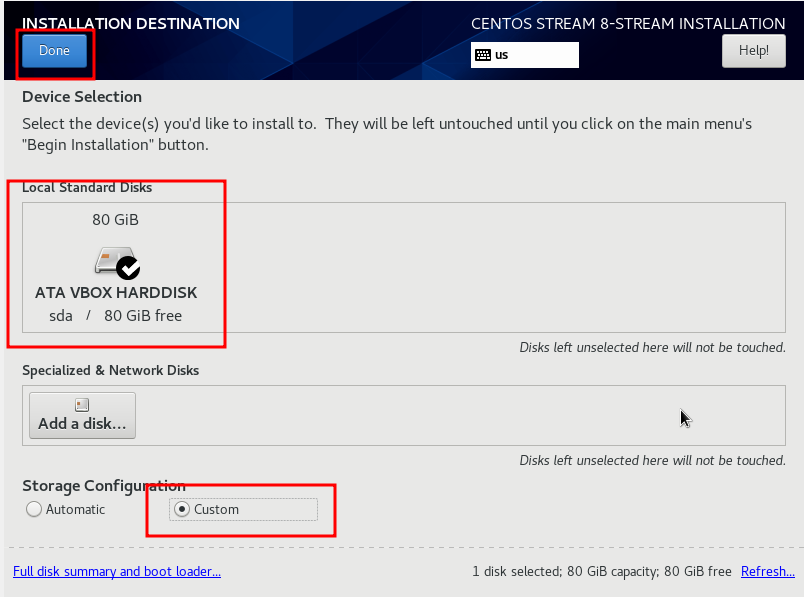 INSTALLATION DESTINATION
CENTOS STREAM 8-STREAM INSTALLATION
Done
us
Help!
Device Selection
Select the device(s) you'd like to install to.  They will be left untouched until you click on the main menu's
"Begin Installation" button.
Local Standard Disks
80 GiB
ATA VBOX HARDDISK
sda / 80 GiB free
Disks left unselected here will not be touched.
Specialized & Network Disks
Add a disk...
Disks left unselected here will not be touched.
Storage Configuration
Automatic
Custom
Full disk summary and boot loader...
1 disk selected; 80 GiB capacity; 80 GiB free
Refresh...